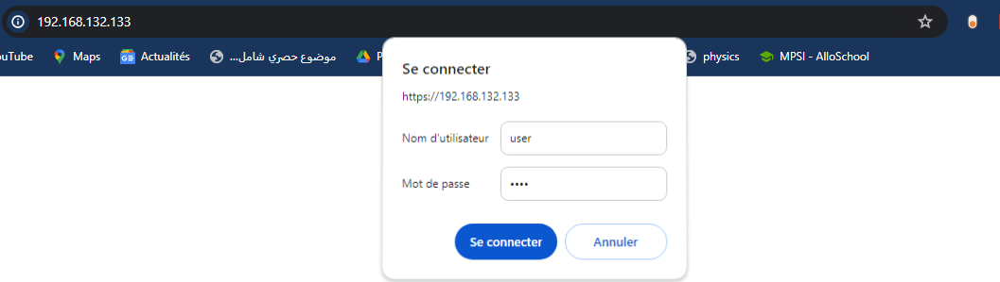 192.168.132.133
ouTube Maps Actualités موضوع حصري شامل... P physics MPSI - AlloSchool
Se connecter
https://192.168.132.133
Nom d'utilisateur user
Mot de passe ••••
Se connecter Annuler